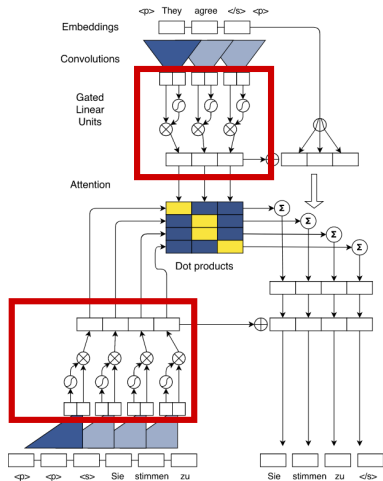 <p> They agree </s> <p>
Embeddings
Convolutions
Gated
Linear
Units
Attention
Σ
Σ
Σ
Σ
Dot products
<p> <p> <s> Sie stimmen zu
Sie stimmen zu </s>